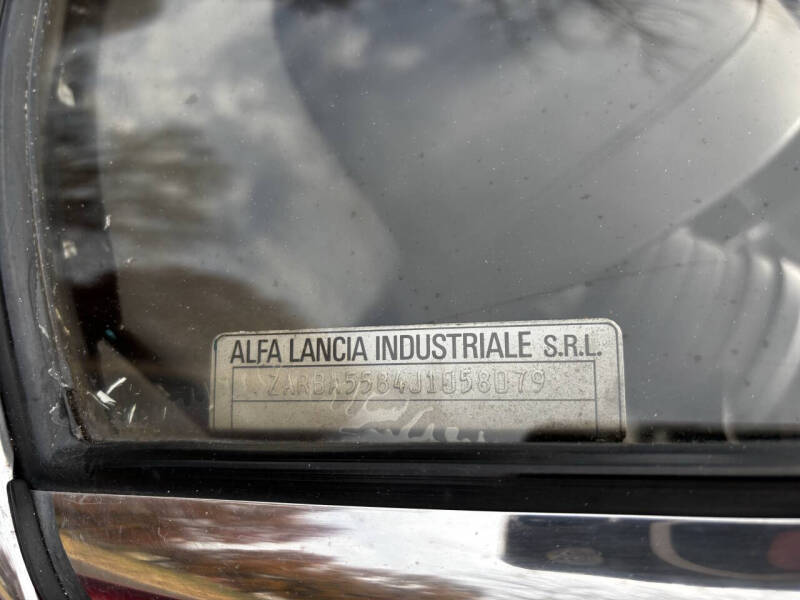 ALFA LANCIA INDUSTRIALE S.R.L.
ZARBA5584J1058079